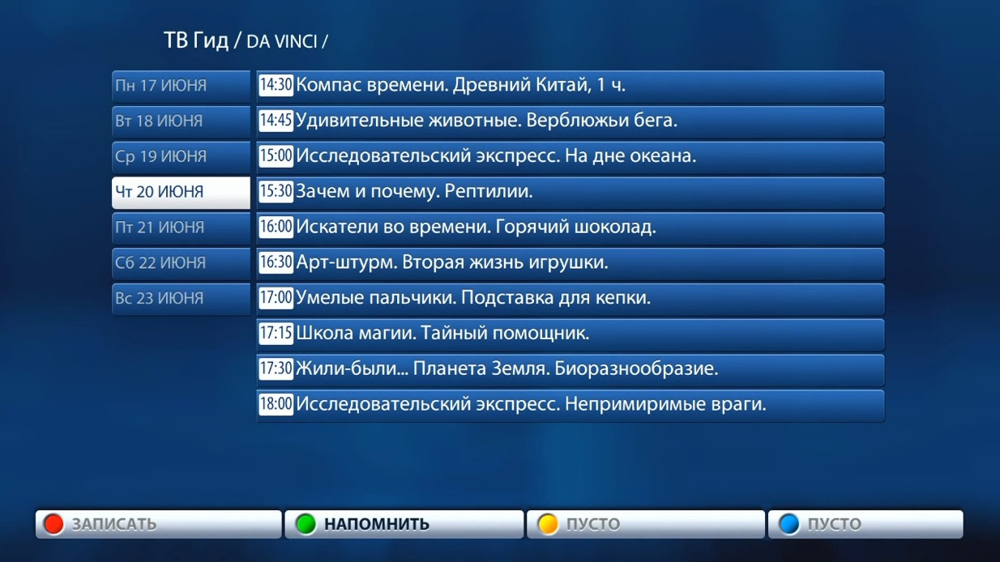 ТВ Гид / DA VINCI /
Пн 17 ИЮНЯ
Вт 18 ИЮНЯ
Ср 19 ИЮНЯ
Чт 20 ИЮНЯ
Пт 21 ИЮНЯ
Сб 22 ИЮНЯ
Вс 23 ИЮНЯ
14:30 Компас времени. Древний Китай, 1 ч.
14:45 Удивительные животные. Верблюжьи бега.
15:00 Исследовательский экспресс. На дне океана.
15:30 Зачем и почему. Рептилии.
16:00 Искатели во времени. Горячий шоколад.
16:30 Арт-штурм. Вторая жизнь игрушки.
17:00 Умелые пальчики. Подставка для кепки.
17:15 Школа магии. Тайный помощник.
17:30 Жили-были... Планета Земля. Биоразнообразие.
18:00 Исследовательский экспресс. Непримиримые враги.
ЗАПИСАТЬ
НАПОМНИТЬ
ПУСТО
ПУСТО